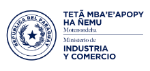 TETÃ MBA'E'APOPY
HA ÑEMU
Motenondeha
Ministerio de
INDUSTRIA
Y COMERCIO